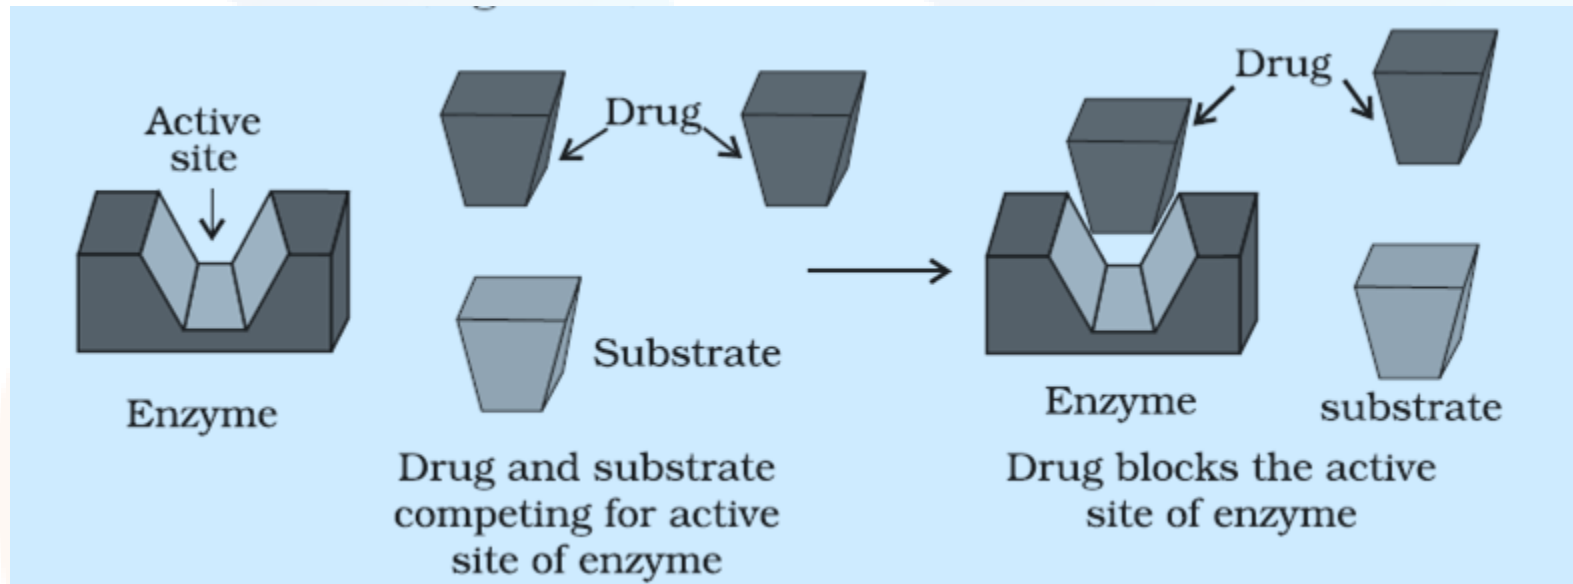 Active
site
Enzyme
Drug
Substrate
Drug and substrate
competing for active
site of enzyme
Drug
Enzyme
substrate
Drug blocks the active
site of enzyme